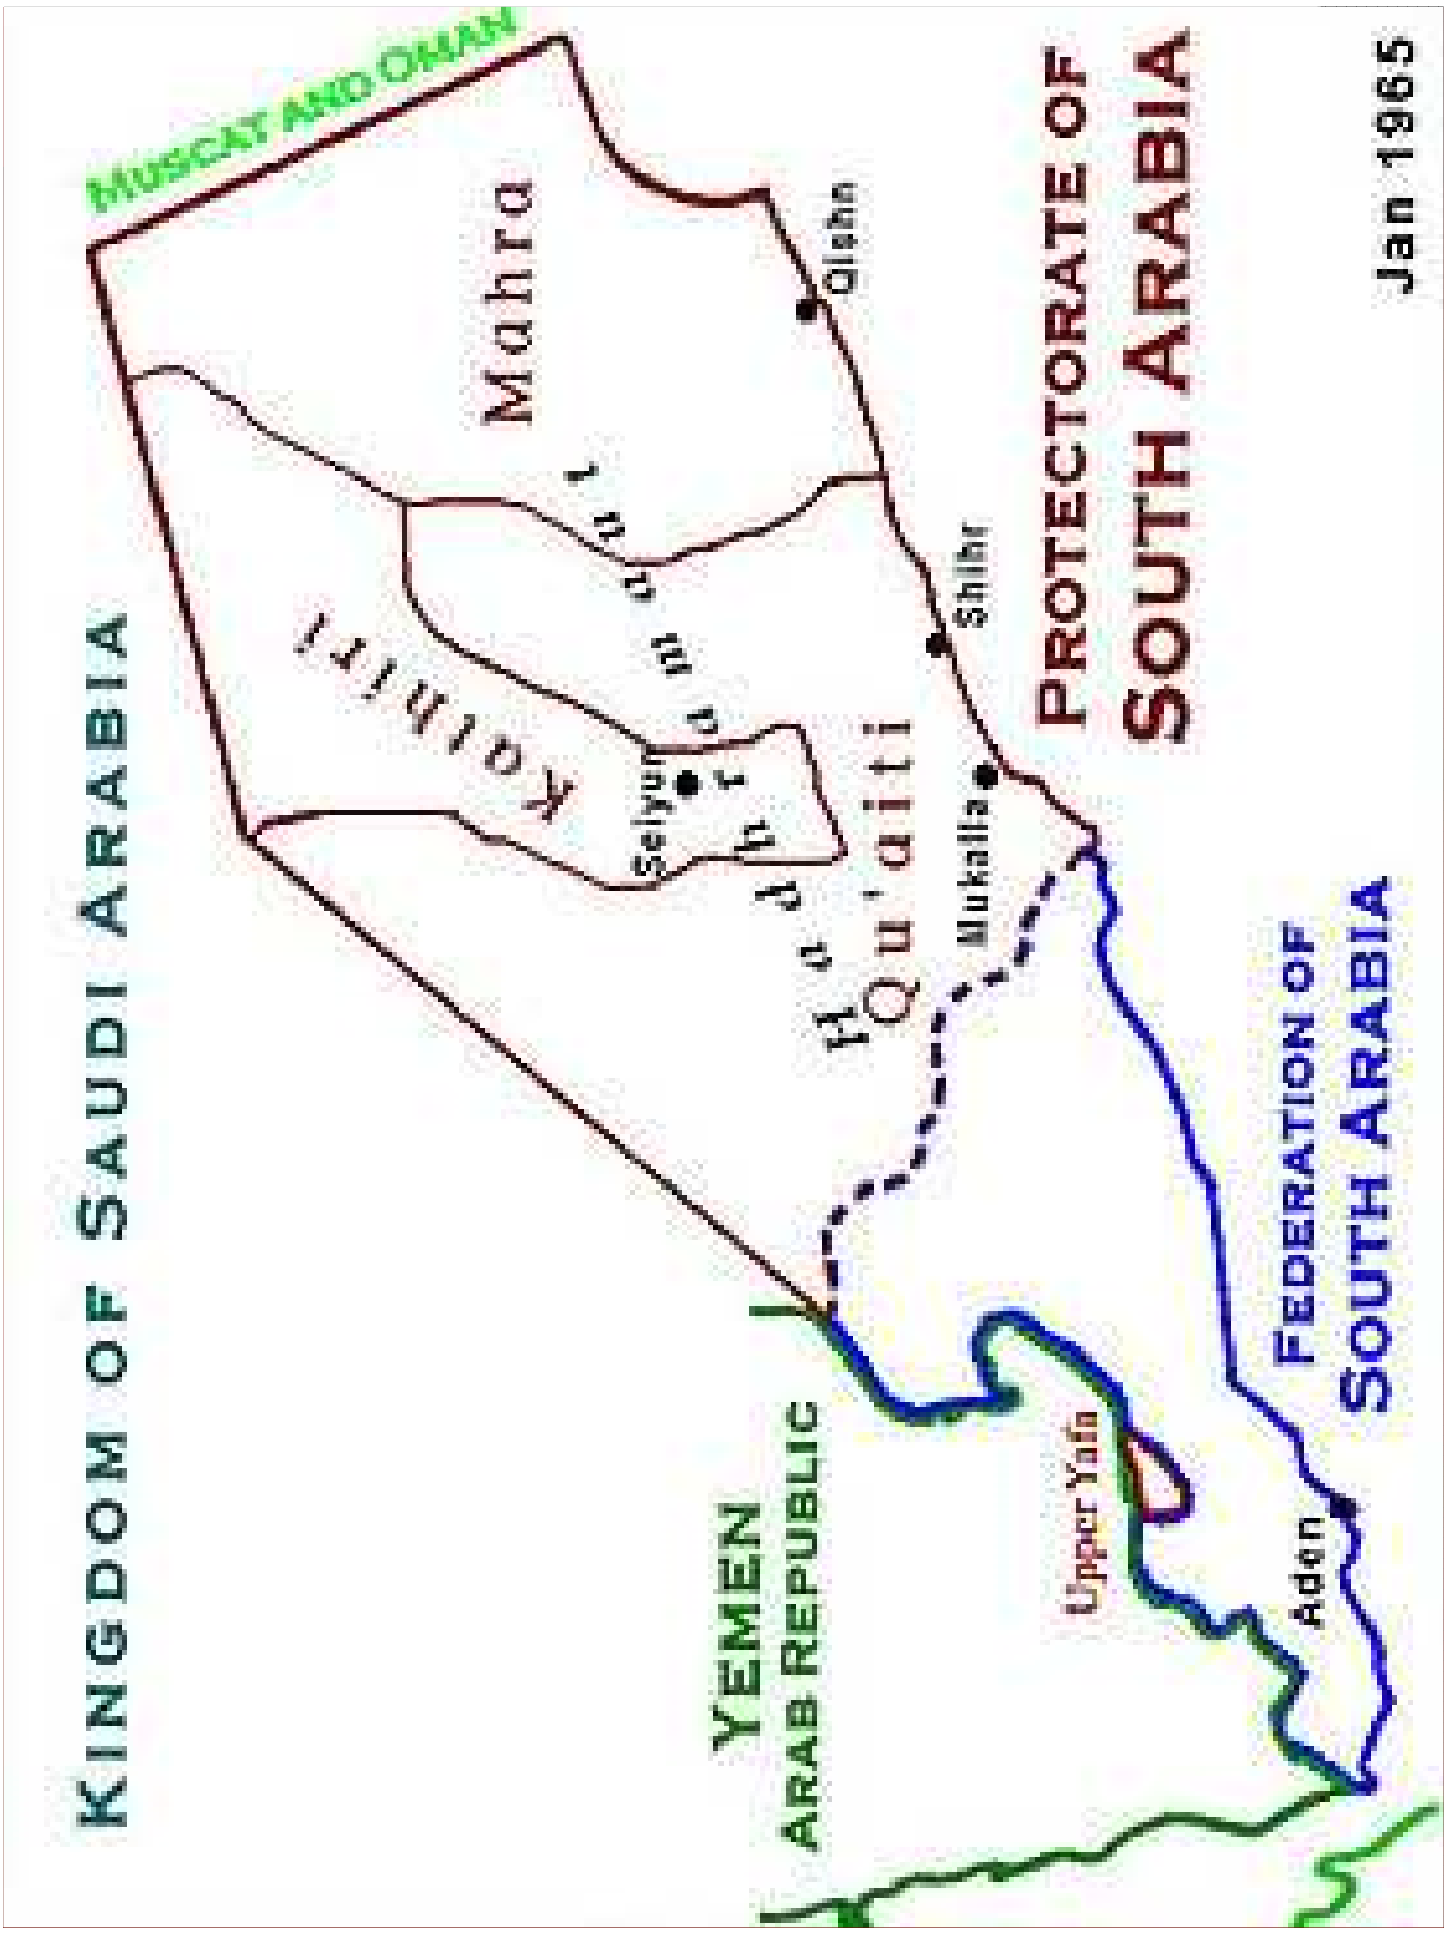 MUSCAT AND OMAN
KINGDOM OF SAUDI ARABIA
Mahra
Kathiri
Qishn
Seiyun
Hadhramaut
Shihr
Qu'aiti
Mukalla
PROTECTORATE OF
SOUTH ARABIA
YEMEN
ARAB REPUBLIC
Upper Yafa
Aden
FEDERATION OF
SOUTH ARABIA
Jan 1965